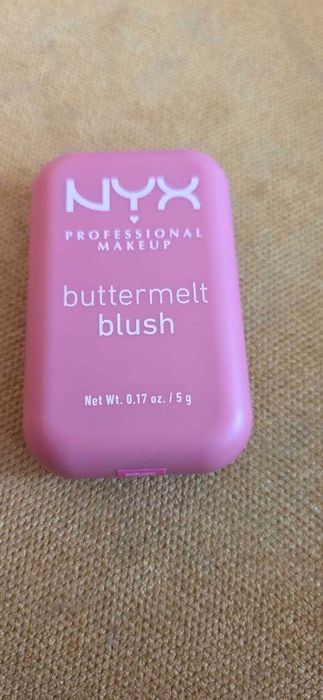 NYX
PROFESSIONAL
MAKEUP
buttermelt
blush
Net Wt. 0.17 oz. / 5 g